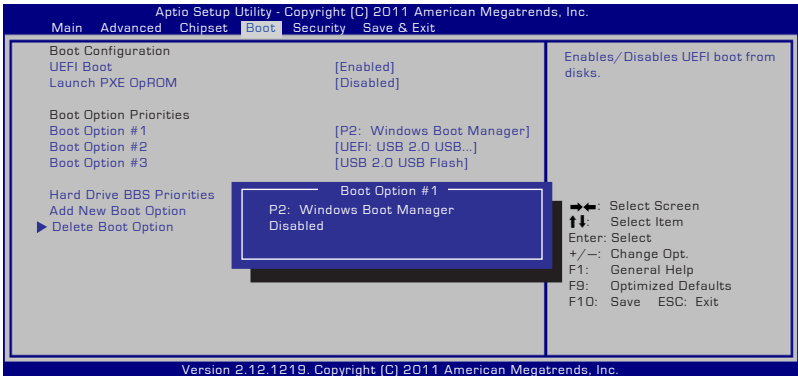 Aptio Setup Utility - Copyright (C) 2011 American Megatrends, Inc.
Main Advanced Chipset Boot Security Save & Exit
Boot Configuration
UEFI Boot [Enabled]
Launch PXE OpROM [Disabled]
Boot Option Priorities
Boot Option #1 [P2: Windows Boot Manager]
Boot Option #2 [UEFI: USB 2.0 USB...]
Boot Option #3 [USB 2.0 USB Flash]
Hard Drive BBS Priorities
Add New Boot Option
Delete Boot Option
Boot Option #1
P2: Windows Boot Manager
Disabled
Enables/Disables UEFI boot from
disks.
→←: Select Screen
↑↓: Select Item
Enter: Select
+/—: Change Opt.
F1: General Help
F9: Optimized Defaults
F10: Save ESC: Exit
Version 2.12.1219. Copyright (C) 2011 American Megatrends, Inc.